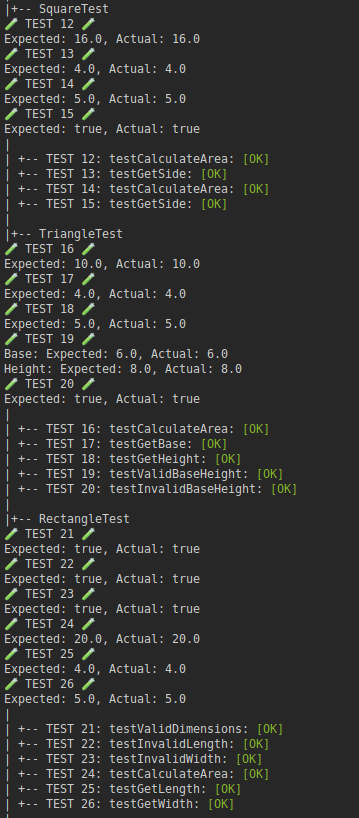 |+-- SquareTest
🧪 TEST 12 🧪
Expected: 16.0, Actual: 16.0
🧪 TEST 13 🧪
Expected: 4.0, Actual: 4.0
🧪 TEST 14 🧪
Expected: 5.0, Actual: 5.0
🧪 TEST 15 🧪
Expected: true, Actual: true
|
| +-- TEST 12: testCalculateArea: [OK]
| +-- TEST 13: testGetSide: [OK]
| +-- TEST 14: testCalculateArea: [OK]
| +-- TEST 15: testGetSide: [OK]
|
|+-- TriangleTest
🧪 TEST 16 🧪
Expected: 10.0, Actual: 10.0
🧪 TEST 17 🧪
Expected: 4.0, Actual: 4.0
🧪 TEST 18 🧪
Expected: 5.0, Actual: 5.0
🧪 TEST 19 🧪
Base: Expected: 6.0, Actual: 6.0
Height: Expected: 8.0, Actual: 8.0
🧪 TEST 20 🧪
Expected: true, Actual: true
|
| +-- TEST 16: testCalculateArea: [OK]
| +-- TEST 17: testGetBase: [OK]
| +-- TEST 18: testGetHeight: [OK]
| +-- TEST 19: testValidBaseHeight: [OK]
| +-- TEST 20: testInvalidBaseHeight: [OK]
|
|+-- RectangleTest
🧪 TEST 21 🧪
Expected: true, Actual: true
🧪 TEST 22 🧪
Expected: true, Actual: true
🧪 TEST 23 🧪
Expected: true, Actual: true
🧪 TEST 24 🧪
Expected: 20.0, Actual: 20.0
🧪 TEST 25 🧪
Expected: 4.0, Actual: 4.0
🧪 TEST 26 🧪
Expected: 5.0, Actual: 5.0
|
| +-- TEST 21: testValidDimensions: [OK]
| +-- TEST 22: testInvalidLength: [OK]
| +-- TEST 23: testInvalidWidth: [OK]
| +-- TEST 24: testCalculateArea: [OK]
| +-- TEST 25: testGetLength: [OK]
| +-- TEST 26: testGetWidth: [OK]
|